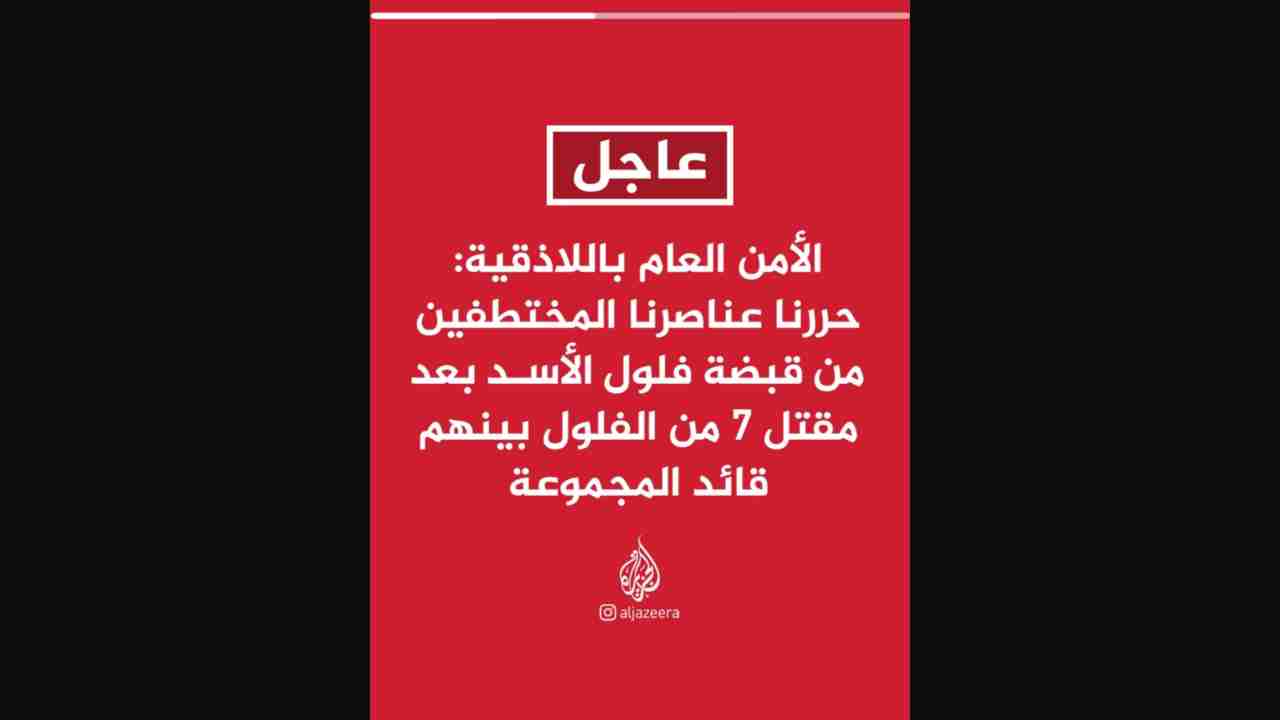 عاجل
الأمن العام باللاذقية:
حررنا عناصرنا المختطفين
من قبضة فلول الأسـد بعد
مقتل 7 من الفلول بينهم
قائد المجموعة
الجزيرة
aljazeera